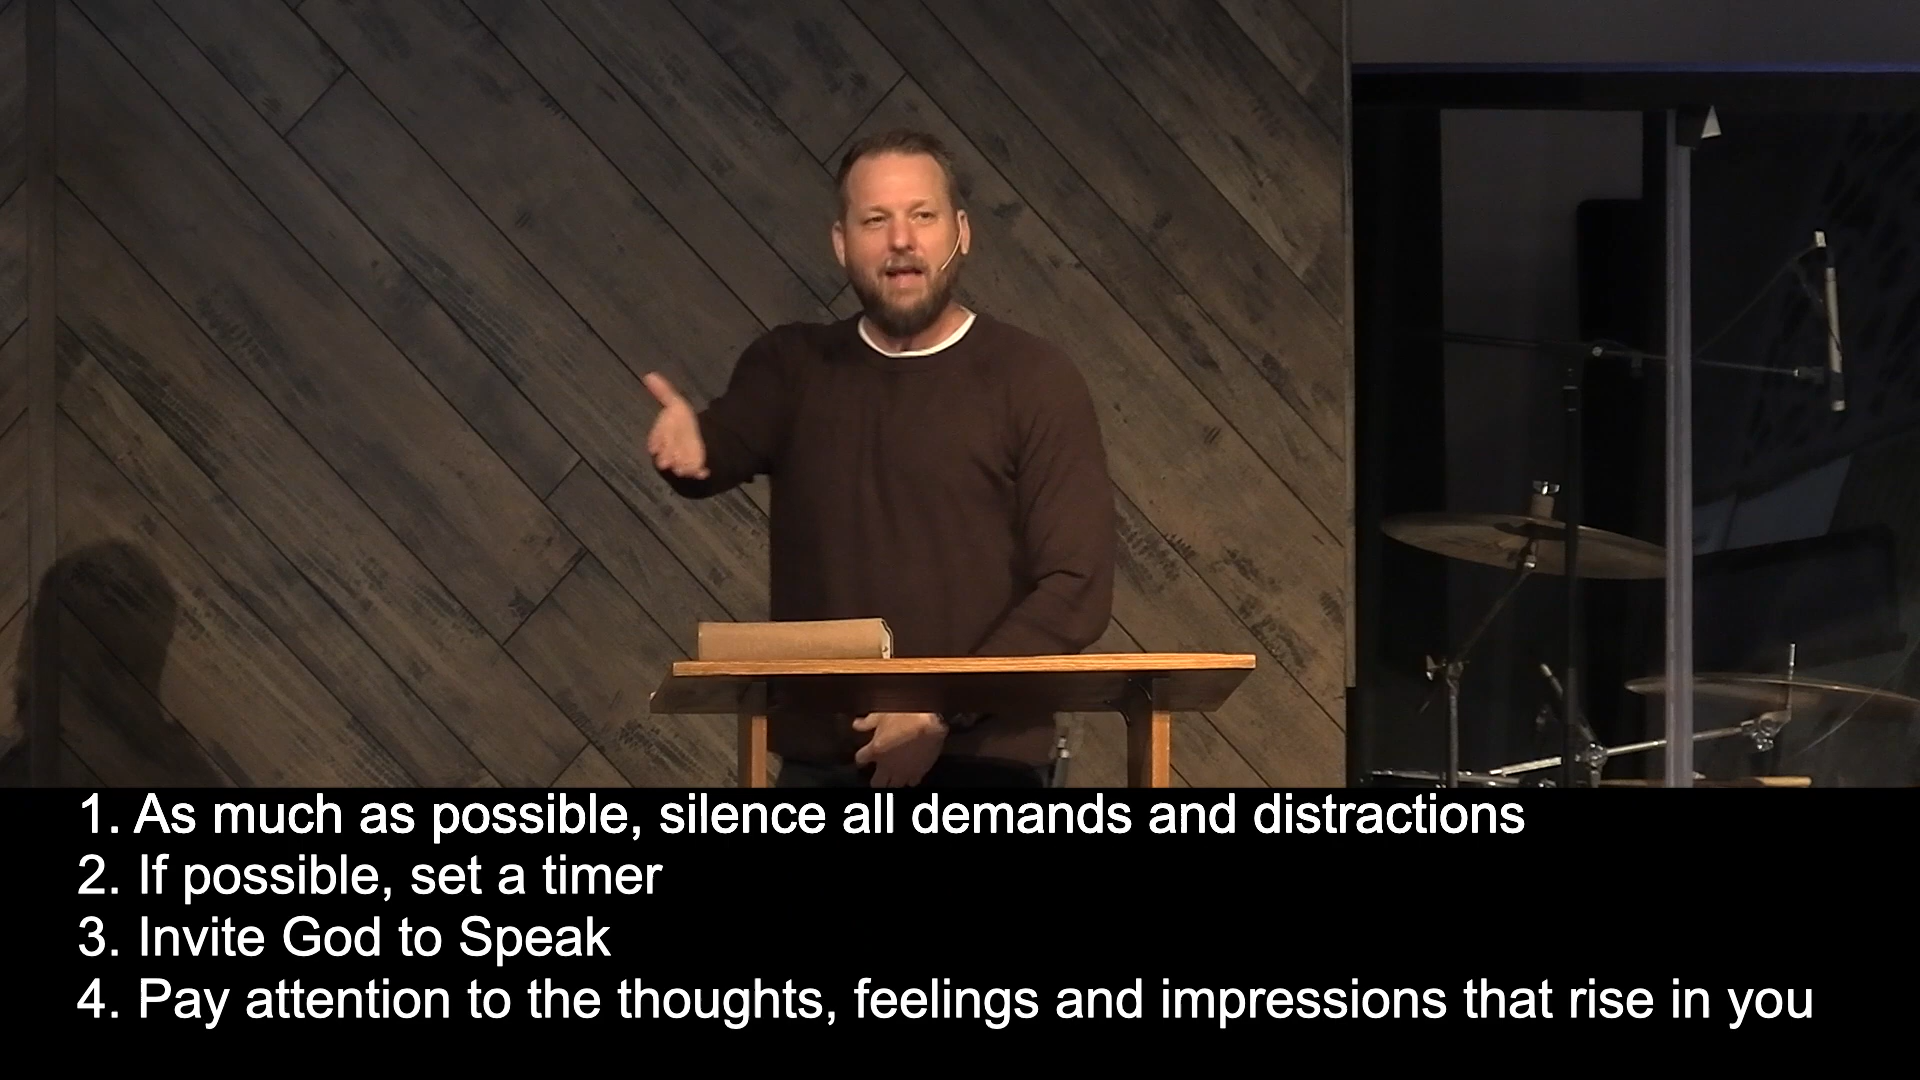 1. As much as possible, silence all demands and distractions
2. If possible, set a timer
3. Invite God to Speak
4. Pay attention to the thoughts, feelings and impressions that rise in you